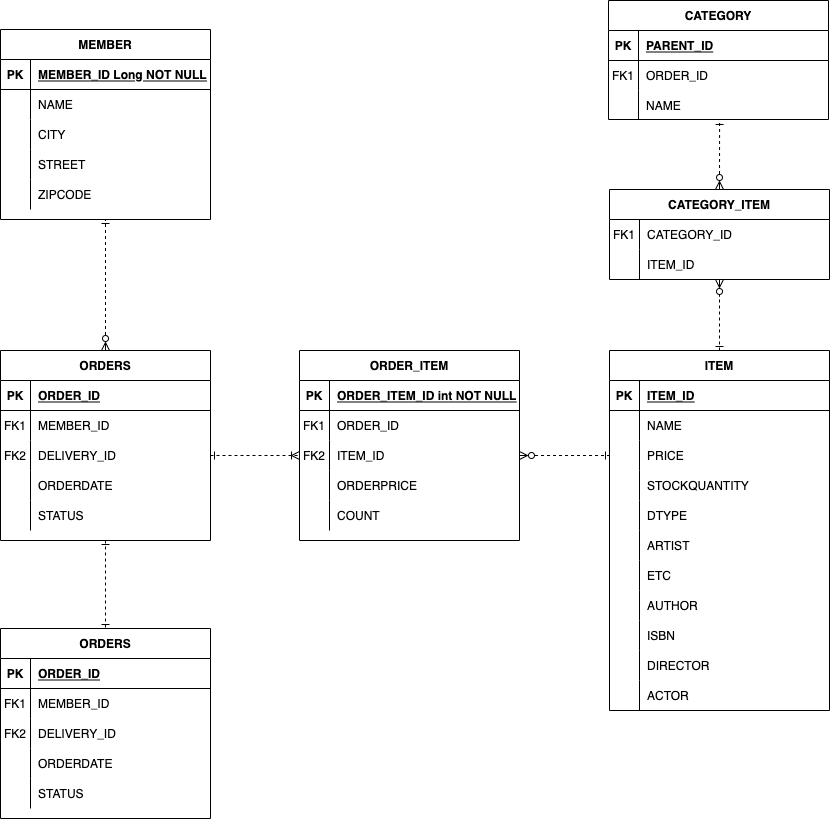 CATEGORY
PK PARENT_ID
FK1 ORDER_ID
NAME
MEMBER
PK MEMBER_ID Long NOT NULL
NAME
CITY
STREET
ZIPCODE
CATEGORY_ITEM
FK1 CATEGORY_ID
ITEM_ID
ORDERS
PK ORDER_ID
FK1 MEMBER_ID
FK2 DELIVERY_ID
ORDERDATE
STATUS
ORDER_ITEM
PK ORDER_ITEM_ID int NOT NULL
FK1 ORDER_ID
FK2 ITEM_ID
ORDERPRICE
COUNT
ITEM
PK ITEM_ID
NAME
PRICE
STOCKQUANTITY
DTYPE
ARTIST
ETC
AUTHOR
ISBN
DIRECTOR
ACTOR
ORDERS
PK ORDER_ID
FK1 MEMBER_ID
FK2 DELIVERY_ID
ORDERDATE
STATUS